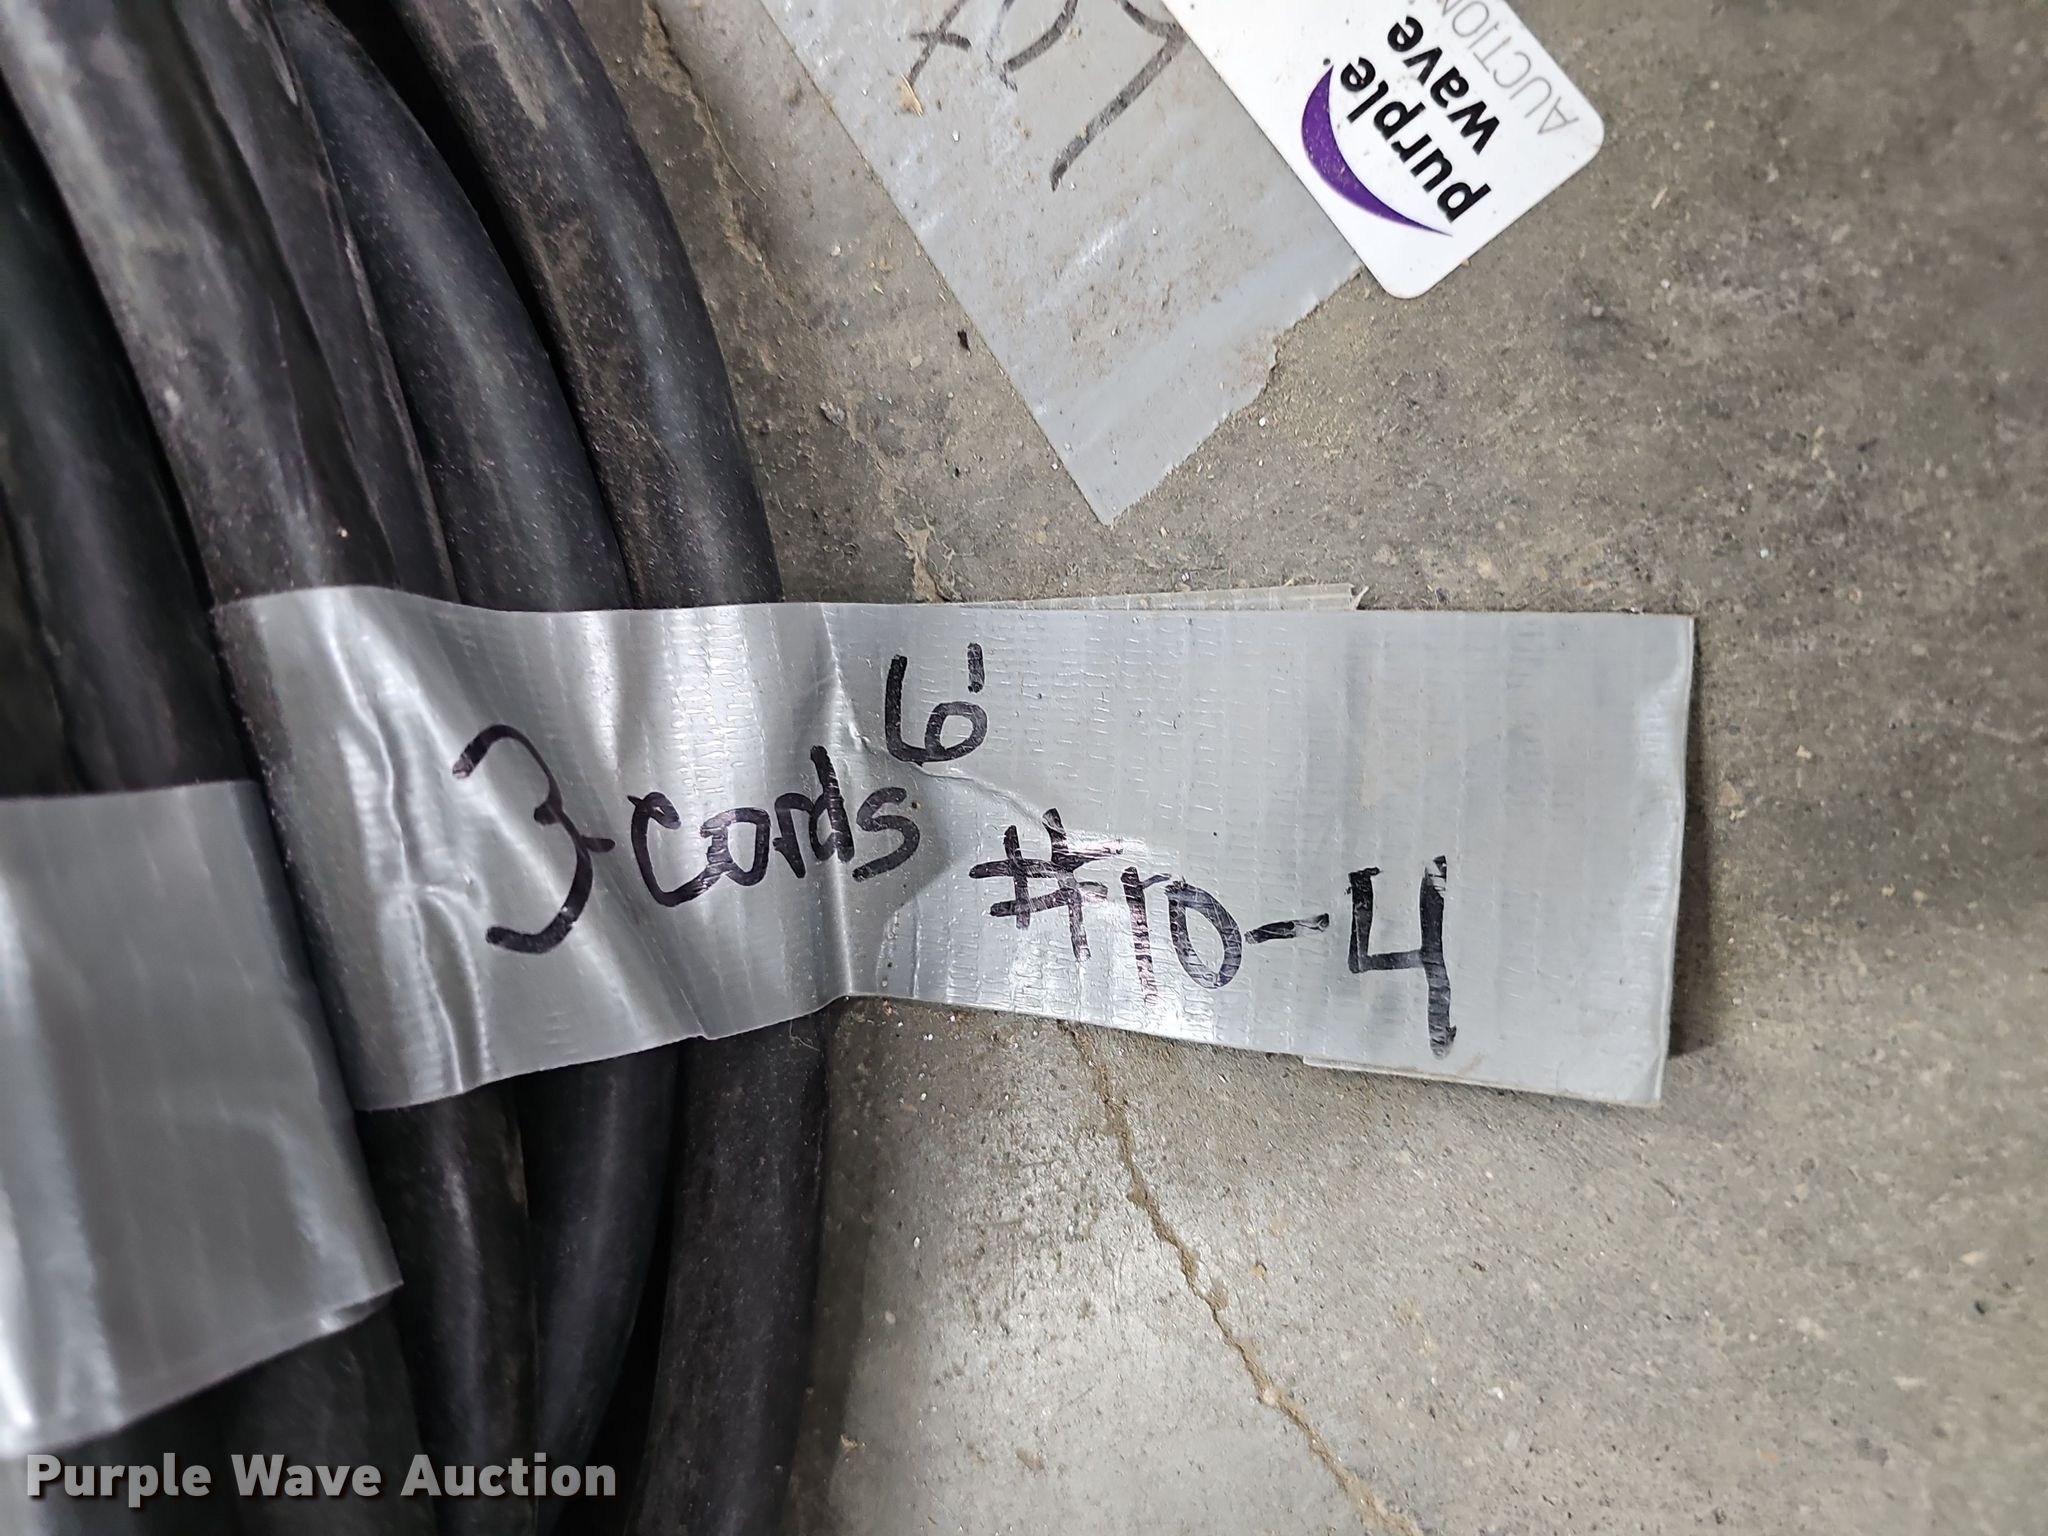 purple
wave
AUCTION
6'
3 cords
#10-4
Purple Wave Auction